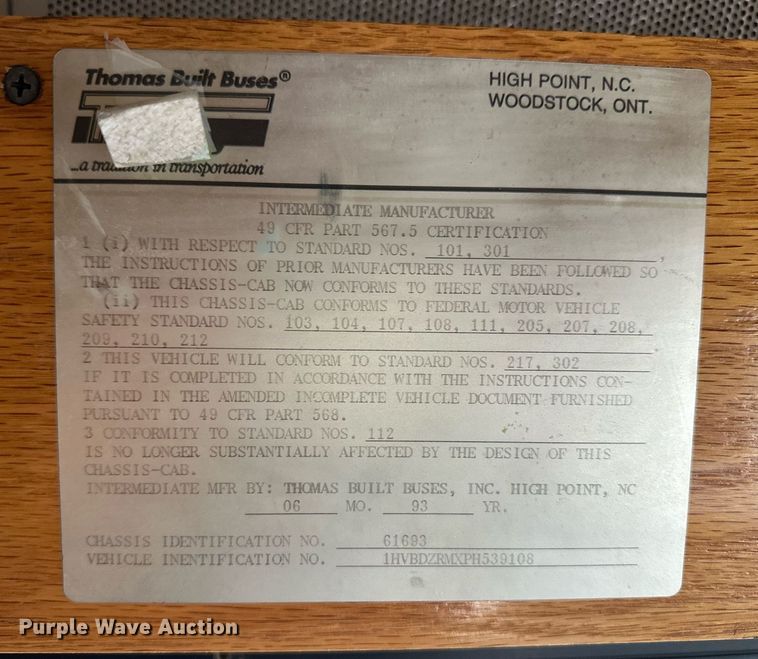 Thomas Built Buses®
HIGH POINT, N.C.
WOODSTOCK, ONT.
...a tradition in transportation
INTERMEDIATE MANUFACTURER
49 CFR PART 567.5 CERTIFICATION
1 (i) WITH RESPECT TO STANDARD NOS. 101, 301,
THE INSTRUCTIONS OF PRIOR MANUFACTURERS HAVE BEEN FOLLOWED SO
THAT THE CHASSIS-CAB NOW CONFORMS TO THESE STANDARDS.
(ii) THIS CHASSIS-CAB CONFORMS TO FEDERAL MOTOR VEHICLE
SAFETY STANDARD NOS. 103, 104, 107, 108, 111, 205, 207, 208,
209, 210, 212.
2 THIS VEHICLE WILL CONFORM TO STANDARD NOS. 217, 302
IF IT IS COMPLETED IN ACCORDANCE WITH THE INSTRUCTIONS CON-
TAINED IN THE AMENDED INCOMPLETE VEHICLE DOCUMENT FURNISHED
PURSUANT TO 49 CFR PART 568.
3 CONFORMITY TO STANDARD NOS. 112
IS NO LONGER SUBSTANTIALLY AFFECTED BY THE DESIGN OF THIS
CHASSIS-CAB.
INTERMEDIATE MFR BY: THOMAS BUILT BUSES, INC. HIGH POINT, NC
06 MO. 93 YR.
CHASSIS IDENTIFICATION NO. 61693
VEHICLE INENTIFICATION NO. 1HVBDZRMXPH539108
Purple Wave Auction